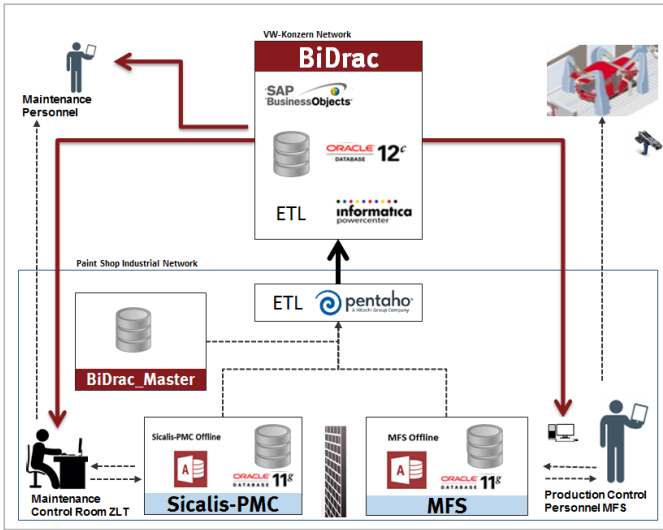 VW-Konzern Network
BiDrac
SAP
BusinessObjects™
ORACLE
DATABASE
12c
ETL
informatica
powercenter
Maintenance
Personnel
Paint Shop Industrial Network
ETL
pentaho
A Hitachi Group Company
BiDrac_Master
Sicalis-PMC Offline
A
ORACLE
DATABASE
11g
Sicalis-PMC
MFS Offline
A
ORACLE
DATABASE
11g
MFS
Maintenance
Control Room ZLT
Production Control
Personnel MFS